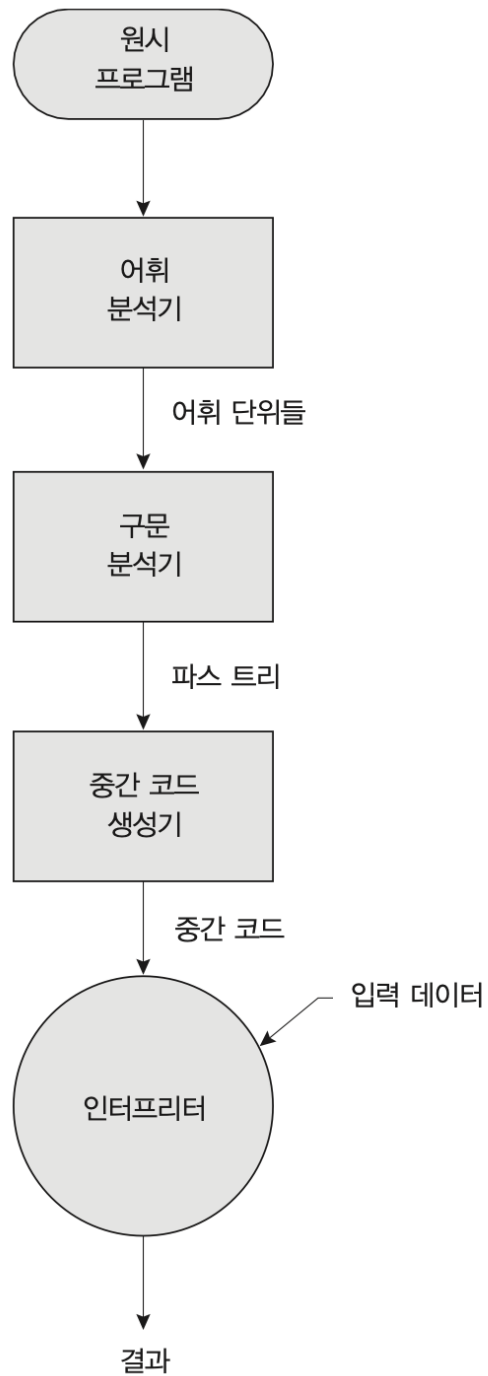 원시
프로그램
어휘
분석기
어휘 단위들
구문
분석기
파스 트리
중간 코드
생성기
중간 코드
입력 데이터
인터프리터
결과